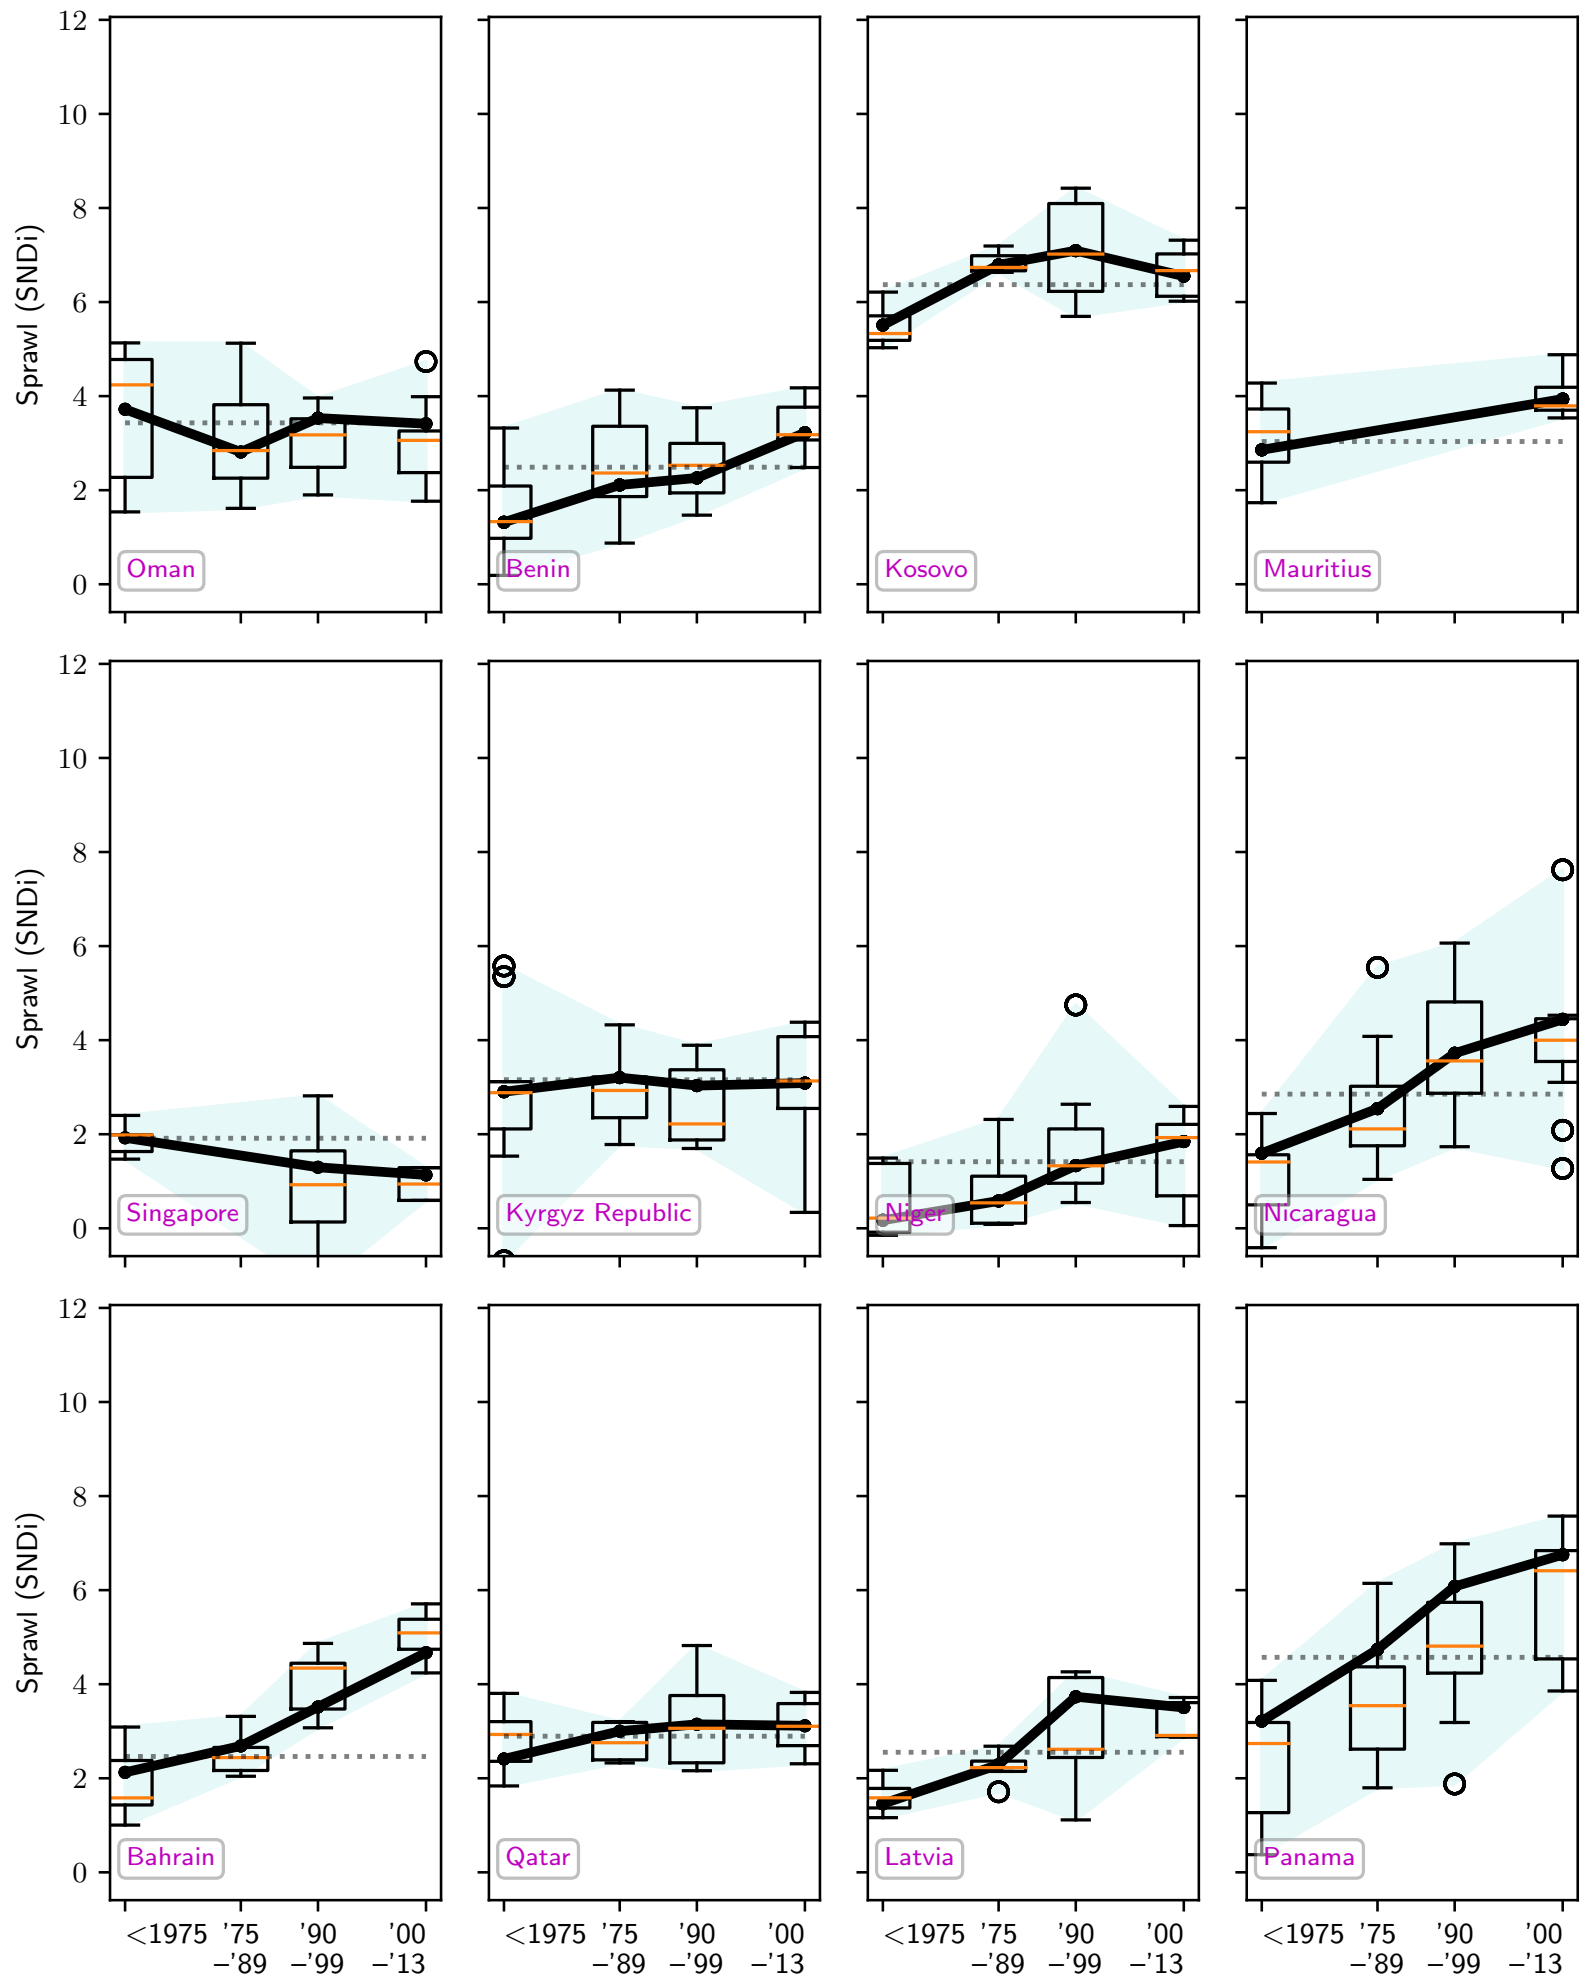 12
10
8
6
4
2
0
Sprawl (SNDi)
Oman
Benin
Kosovo
Mauritius
12
10
8
6
4
2
0
Sprawl (SNDi)
Singapore
Kyrgyz Republic
Niger
Nicaragua
12
10
8
6
4
2
0
Sprawl (SNDi)
Bahrain
Qatar
Latvia
Panama
<1975 ’75 ’90 ’00 <1975 ’75 ’90 ’00 <1975 ’75 ’90 ’00 <1975 ’75 ’90 ’00
–’89 –’99 –’13 –’89 –’99 –’13 –’89 –’99 –’13 –’89 –’99 –’13